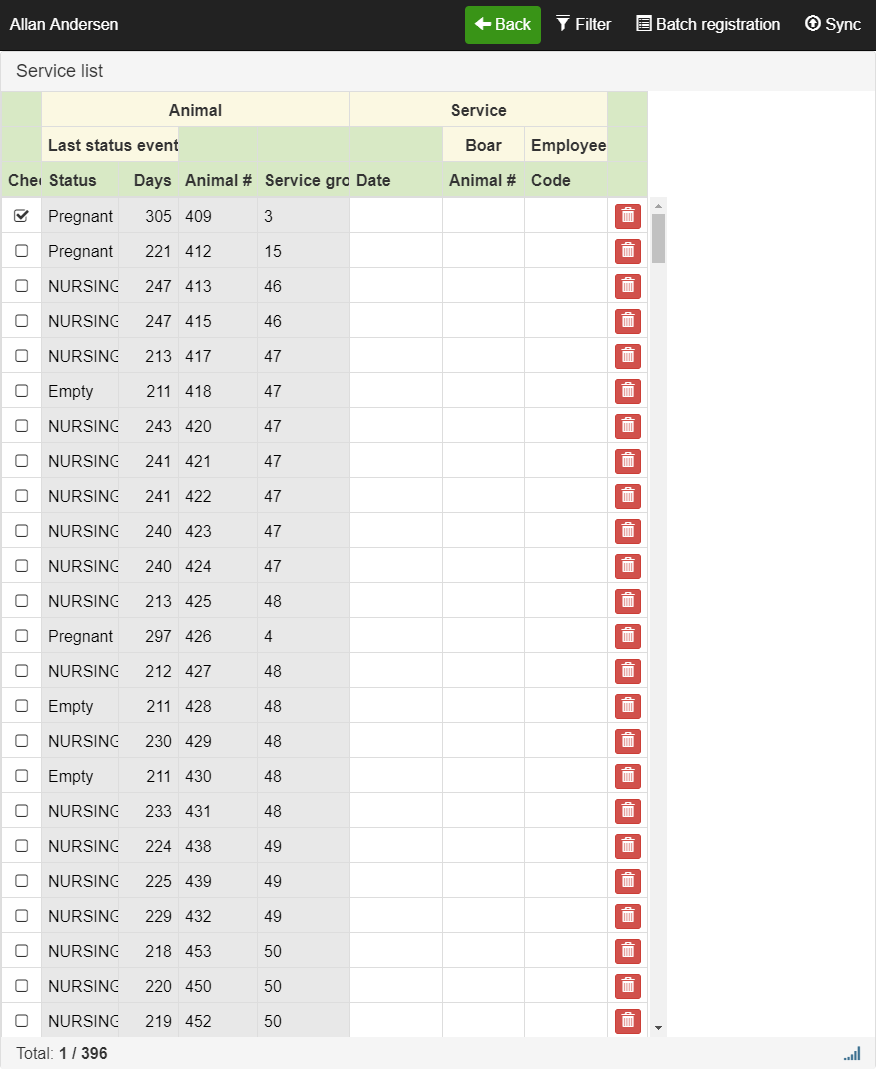 Allan Andersen Back Filter Batch registration Sync
Service list
Animal Service
Last status event Boar Employee
Chec Status Days Animal # Service gro Date Animal # Code
Pregnant 305 409 3
Pregnant 221 412 15
NURSING 247 413 46
NURSING 247 415 46
NURSING 213 417 47
Empty 211 418 47
NURSING 243 420 47
NURSING 241 421 47
NURSING 241 422 47
NURSING 240 423 47
NURSING 240 424 47
NURSING 213 425 48
Pregnant 297 426 4
NURSING 212 427 48
Empty 211 428 48
NURSING 230 429 48
Empty 211 430 48
NURSING 233 431 48
NURSING 224 438 49
NURSING 225 439 49
NURSING 229 432 49
NURSING 218 453 50
NURSING 220 450 50
NURSING 219 452 50
Total: 1 / 396